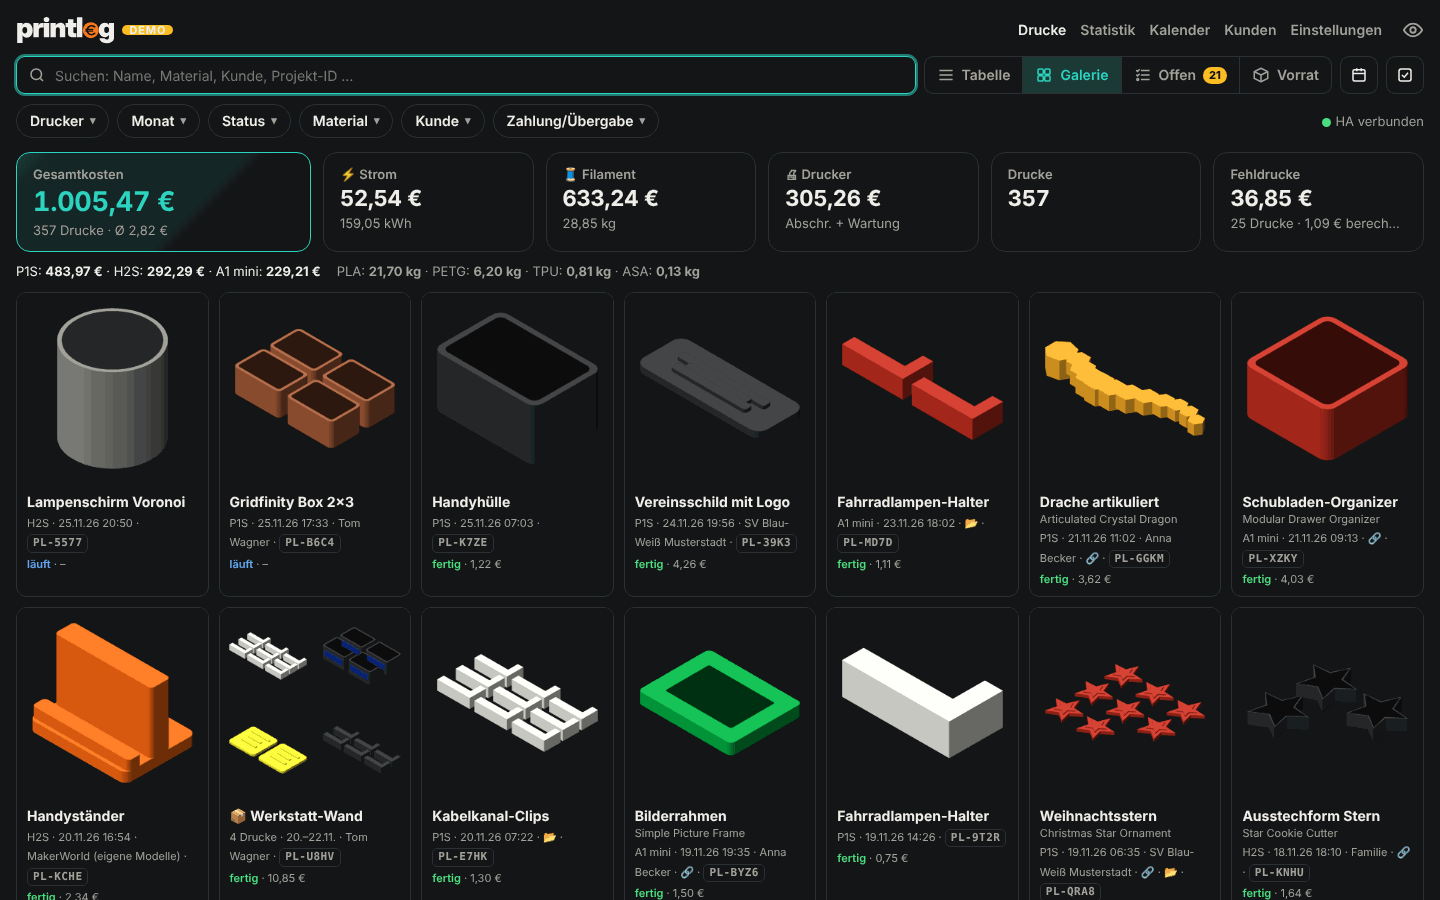 printlog DEMO
Drucke Statistik Kalender Kunden Einstellungen
Suchen: Name, Material, Kunde, Projekt-ID ...
Tabelle Galerie Offen 21 Vorrat
Drucker ▾ Monat ▾ Status ▾ Material ▾ Kunde ▾ Zahlung/Übergabe ▾
HA verbunden
Gesamtkosten
1.005,47 €
357 Drucke · Ø 2,82 €
⚡ Strom
52,54 €
159,05 kWh
🧵 Filament
633,24 €
28,85 kg
🖨 Drucker
305,26 €
Abschr. + Wartung
Drucke
357
Fehldrucke
36,85 €
25 Drucke · 1,09 € berech...
P1S: 483,97 € · H2S: 292,29 € · A1 mini: 229,21 € PLA: 21,70 kg · PETG: 6,20 kg · TPU: 0,81 kg · ASA: 0,13 kg
Lampenschirm Voronoi
H2S · 25.11.26 20:50 ·
PL-5577
läuft · –
Gridfinity Box 2×3
P1S · 25.11.26 17:33 · Tom
Wagner · PL-B6C4
läuft · –
Handyhülle
P1S · 25.11.26 07:03 ·
PL-K7ZE
fertig · 1,22 €
Vereinsschild mit Logo
P1S · 24.11.26 19:56 · SV Blau-
Weiß Musterstadt · PL-39K3
fertig · 4,26 €
Fahrradlampen-Halter
A1 mini · 23.11.26 18:02 · 📂 ·
PL-MD7D
fertig · 1,11 €
Drache artikuliert
Articulated Crystal Dragon
P1S · 21.11.26 11:02 · Anna
Becker · 🔗 · PL-GGKM
fertig · 3,62 €
Schubladen-Organizer
Modular Drawer Organizer
A1 mini · 21.11.26 09:13 · 🔗 ·
PL-XZKY
fertig · 4,03 €
Handyständer
H2S · 20.11.26 16:54 ·
MakerWorld (eigene Modelle) ·
PL-KCHE
fertig · 2,34 €
📦 Werkstatt-Wand
4 Drucke · 20.–22.11. · Tom
Wagner · PL-U8HV
fertig · 10,85 €
Kabelkanal-Clips
P1S · 20.11.26 07:22 · 📂 ·
PL-E7HK
fertig · 1,30 €
Bilderrahmen
Simple Picture Frame
A1 mini · 19.11.26 19:35 · Anna
Becker · 🔗 · PL-BYZ6
fertig · 1,50 €
Fahrradlampen-Halter
P1S · 19.11.26 14:26 · PL-9T2R
fertig · 0,75 €
Weihnachtsstern
Christmas Star Ornament
P1S · 19.11.26 06:35 · SV Blau-
Weiß Musterstadt · 🔗 · 📂 ·
PL-QRA8
Ausstechform Stern
Star Cookie Cutter
H2S · 18.11.26 18:10 · Familie · 🔗
· PL-KNHU
fertig · 1,64 €